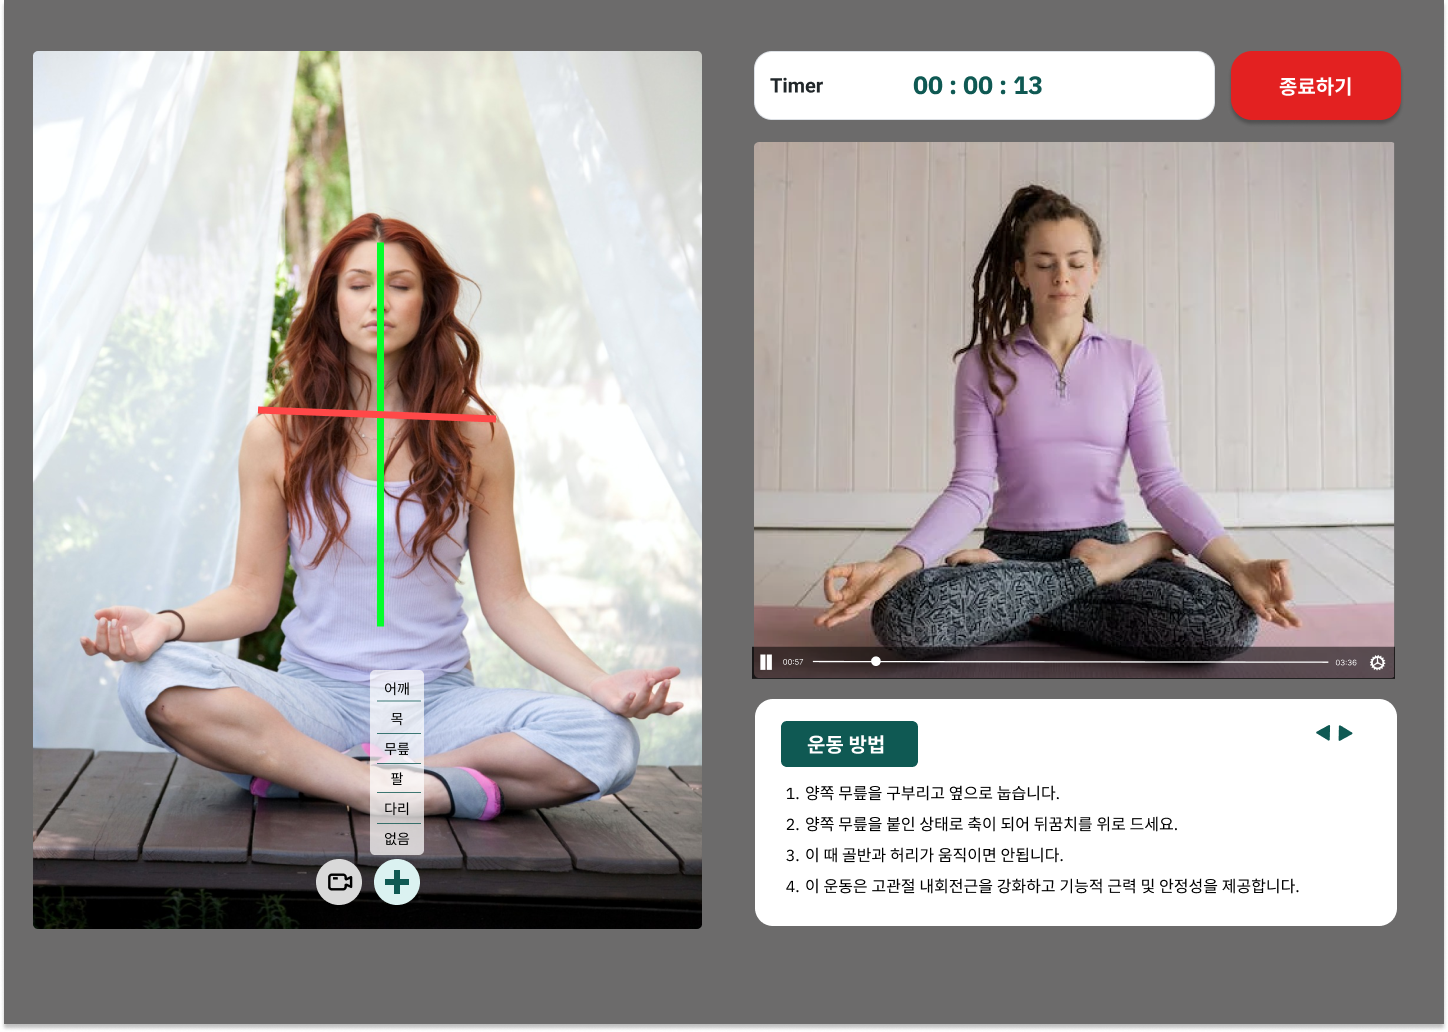 Timer
00 : 00 : 13
종료하기
어깨
목
무릎
팔
다리
없음
00:57
03:36
운동 방법
1. 양쪽 무릎을 구부리고 옆으로 눕습니다.
2. 양쪽 무릎을 붙인 상태로 축이 되어 뒤꿈치를 위로 드세요.
3. 이 때 골반과 허리가 움직이면 안됩니다.
4. 이 운동은 고관절 내회전근을 강화하고 기능적 근력 및 안정성을 제공합니다.